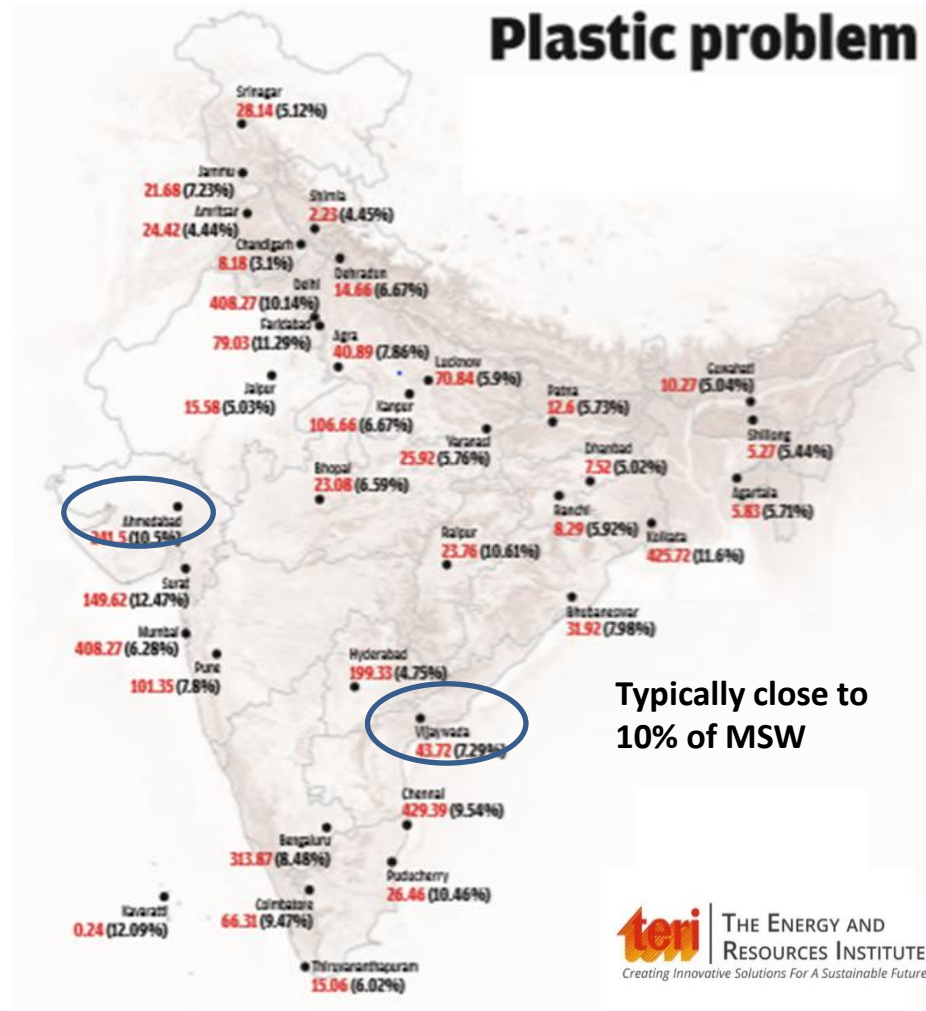 Plastic problem
Srinagar
28.14 (5.12%)
Jammu
21.68 (7.23%)
Shimla
2.23 (4.45%)
Amritsar
24.42 (4.44%)
Chandigarh
8.18 (3.1%)
Dehradun
14.66 (6.67%)
Delhi
408.27 (10.14%)
Faridabad
79.03 (11.29%)
Agra
40.89 (7.86%)
Lucknow
70.84 (5.9%)
Jaipur
15.58 (5.03%)
Kanpur
106.66 (6.67%)
Patna
12.6 (5.73%)
Guwahati
10.27 (5.04%)
Varanasi
25.92 (5.76%)
Shillong
5.27 (5.44%)
Dhanbad
7.52 (5.02%)
Bhopal
23.08 (6.59%)
Agartala
5.83 (5.71%)
Ranchi
8.29 (5.92%)
Ahmedabad
241.5 (10.5%)
Kolkata
425.72 (11.6%)
Raipur
23.76 (10.61%)
Surat
149.62 (12.47%)
Bhubaneswar
31.92 (7.98%)
Mumbai
408.27 (6.28%)
Pune
101.35 (7.8%)
Hyderabad
199.33 (4.75%)
Typically close to
10% of MSW
Vijaywada
43.72 (7.29%)
Chennai
429.39 (9.54%)
Bengaluru
313.87 (8.48%)
Puducherry
26.46 (10.46%)
Coimbatore
66.31 (9.47%)
Kavaratti
0.24 (12.09%)
Thiruvananthapuram
15.06 (6.02%)
teri
THE ENERGY AND
RESOURCES INSTITUTE
Creating Innovative Solutions For A Sustainable Future